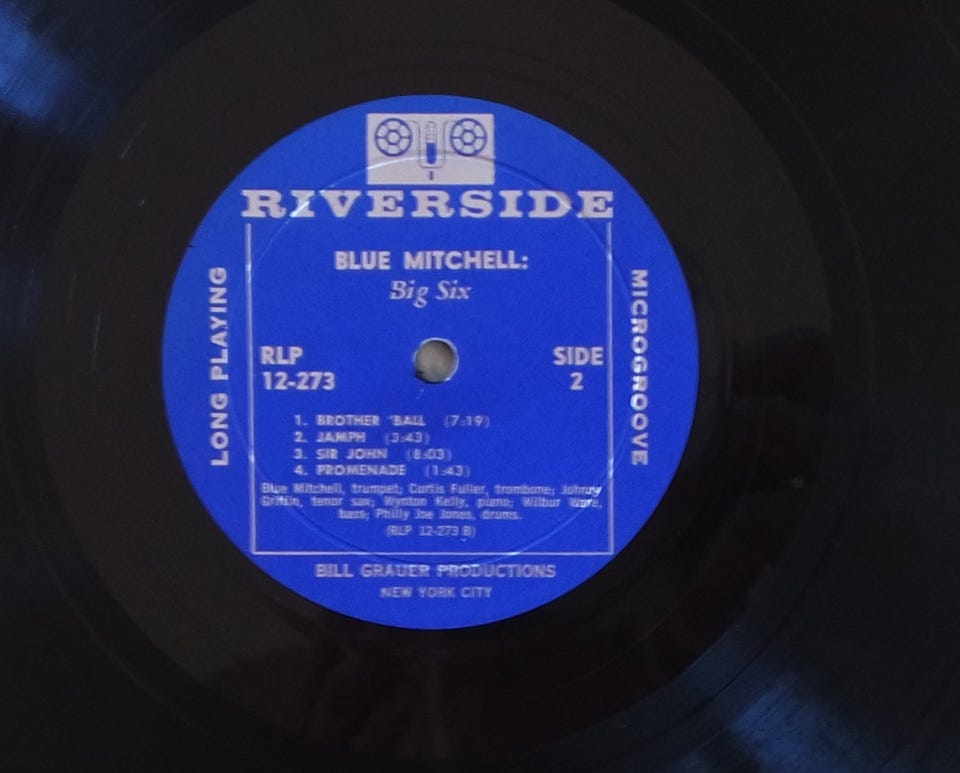 RIVERSIDE
BLUE MITCHELL:
Big Six
LONG PLAYING
MICROGROOVE
RLP
12-273
SIDE
2
1. BROTHER 'BALL (7:19)
2. JAMPH (3:43)
3. SIR JOHN (8:03)
4. PROMENADE (1:43)
Blue Mitchell, trumpet; Curtis Fuller, trombone; Johnny
Griffin, tenor sax; Wynton Kelly, piano; Wilbur Ware,
bass; Philly Joe Jones, drums.
(RLP 12-273 B)
BILL GRAUER PRODUCTIONS
NEW YORK CITY